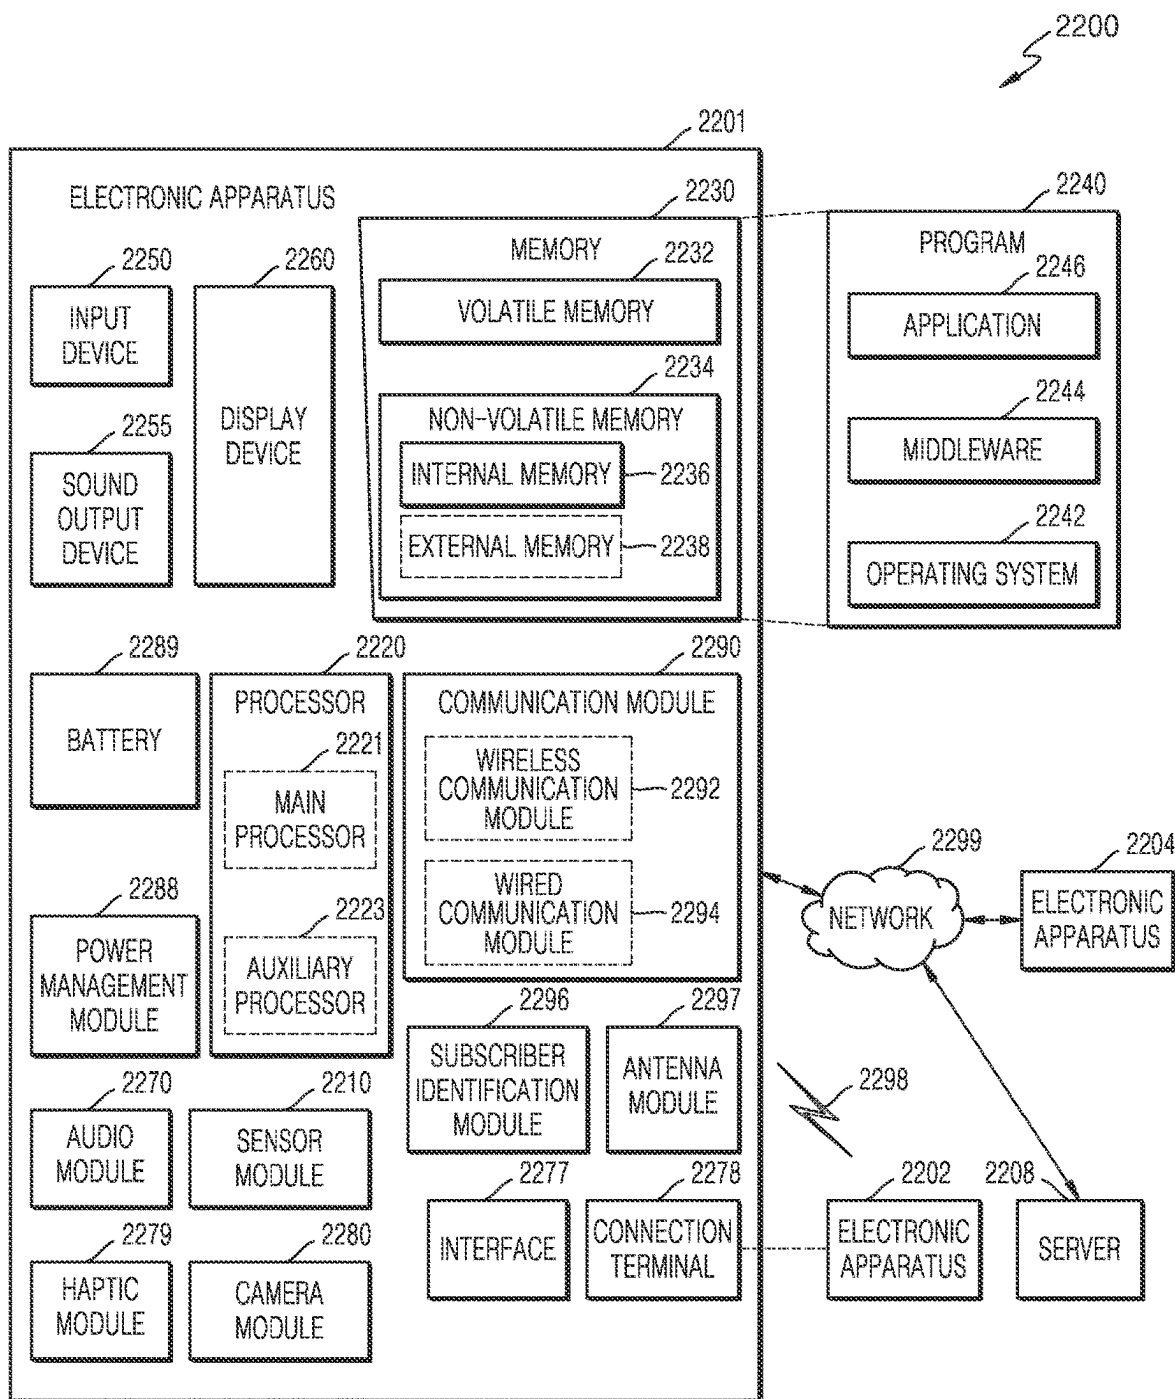 2200
2201
ELECTRONIC APPARATUS
2250
INPUT
DEVICE
2260
DISPLAY
DEVICE
2255
SOUND
OUTPUT
DEVICE
2230
MEMORY
2232
VOLATILE MEMORY
2234
NON-VOLATILE MEMORY
INTERNAL MEMORY
2236
EXTERNAL MEMORY
2238
2240
PROGRAM
2246
APPLICATION
2244
MIDDLEWARE
2242
OPERATING SYSTEM
2289
BATTERY
2220
PROCESSOR
2221
MAIN
PROCESSOR
2223
AUXILIARY
PROCESSOR
2290
COMMUNICATION MODULE
WIRELESS
COMMUNICATION
MODULE
2292
WIRED
COMMUNICATION
MODULE
2294
2288
POWER
MANAGEMENT
MODULE
2296
SUBSCRIBER
IDENTIFICATION
MODULE
2297
ANTENNA
MODULE
2299
NETWORK
2204
ELECTRONIC
APPARATUS
2298
2270
AUDIO
MODULE
2210
SENSOR
MODULE
2277
INTERFACE
2278
CONNECTION
TERMINAL
2202
ELECTRONIC
APPARATUS
2208
SERVER
2279
HAPTIC
MODULE
2280
CAMERA
MODULE